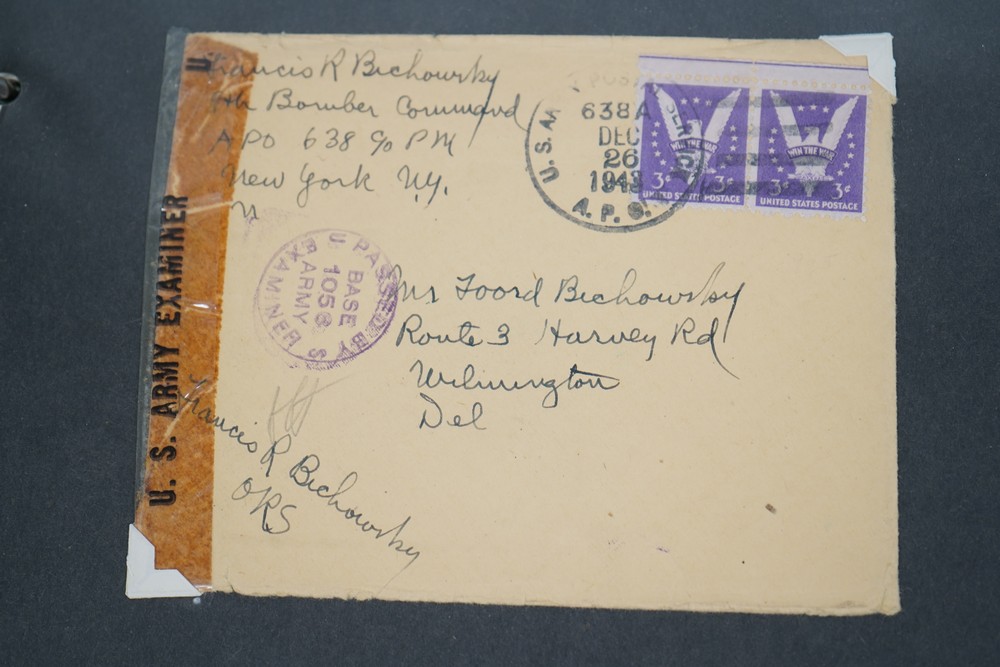 Francis R Bichowsky
Bomber Command
APO 638 c/o PM
New York N.Y.
U. S. ARMY EXAMINER
U.S. A
638A
DEC
26
1943
A. P. S.
WIN THE WAR
3¢ 3¢
UNITED STATES POSTAGE
WIN THE WAR
3¢ 3¢
UNITED STATES POSTAGE
PASSED BY
BASE
ARMY
EXAMINER
U S
Mr Foord Bichowsky
Route 3 Harvey Rd
Wilmington
Del
Francis R Bichowsky
ORS